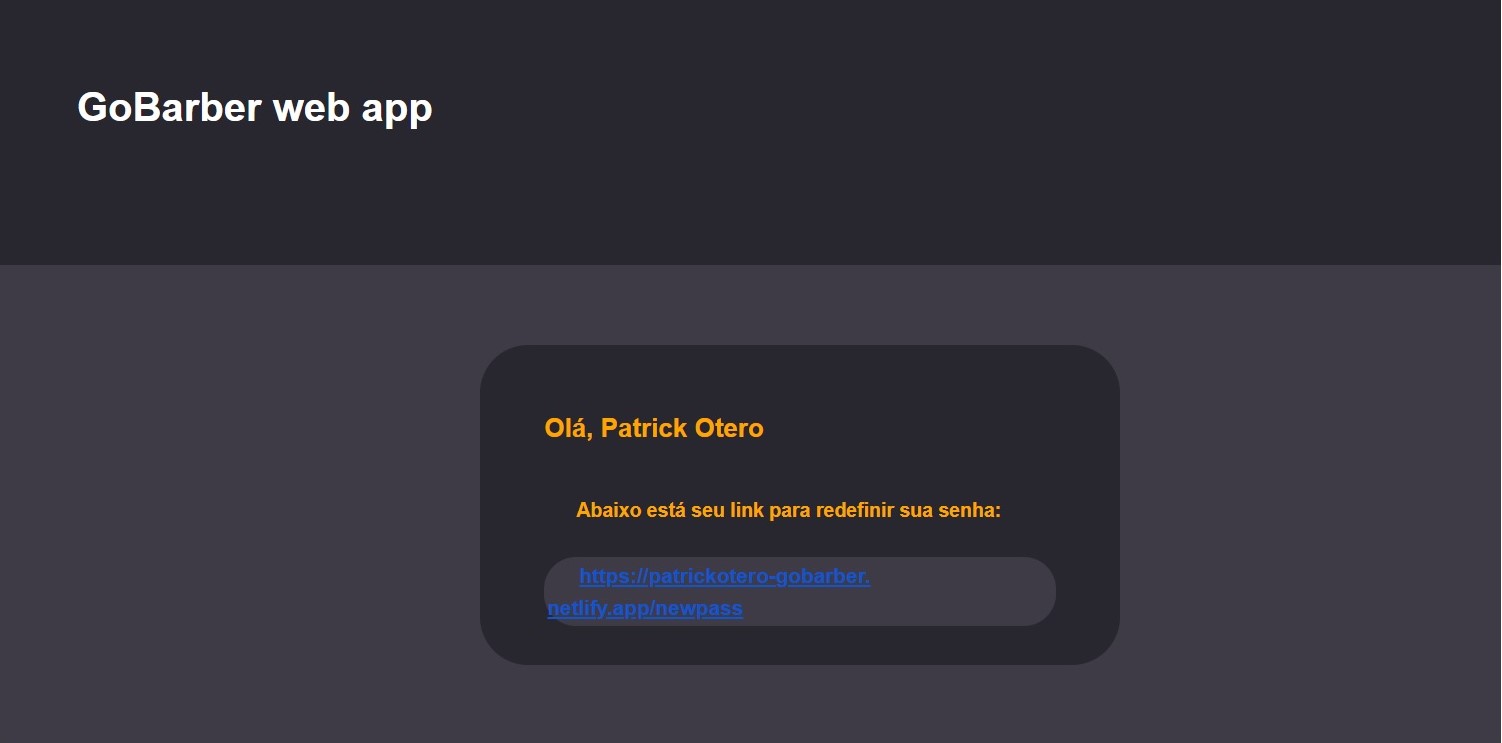 GoBarber web app
Olá, Patrick Otero
Abaixo está seu link para redefinir sua senha:
https://patrickotero-gobarber.
netlify.app/newpass